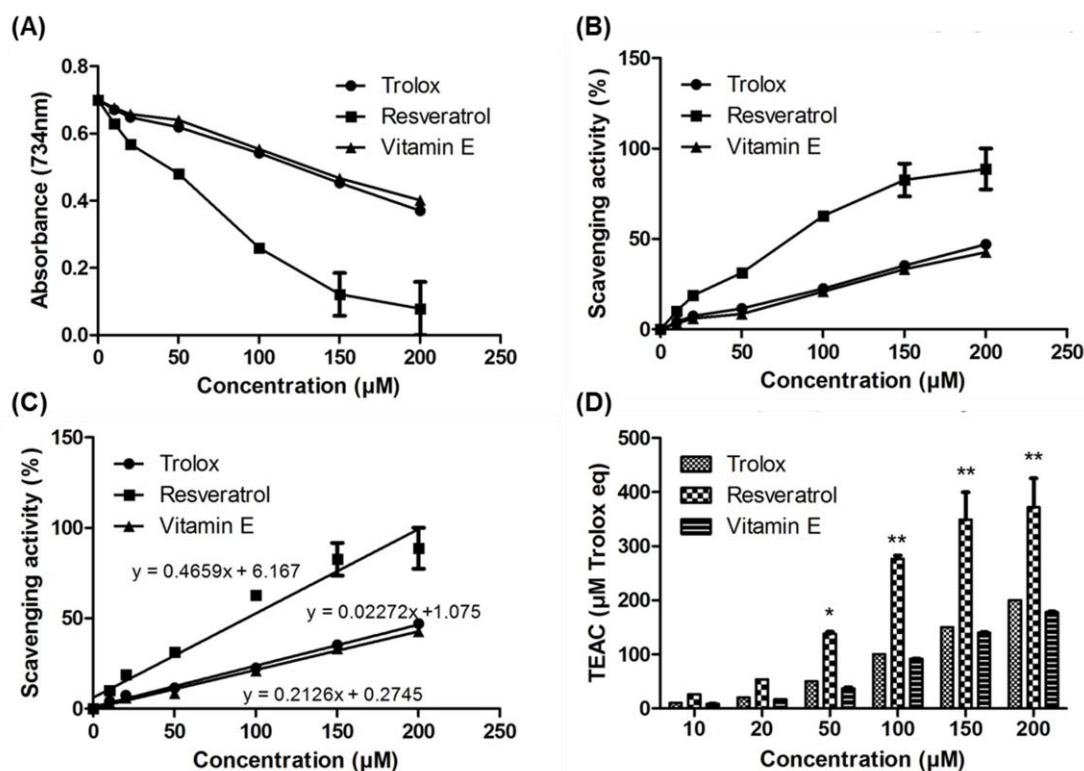 (A)
0.8
0.6
0.4
0.2
0.0
Absorbance (734nm)
Trolox
Resveratrol
Vitamin E
0 50 100 150 200 250
Concentration (µM)
(B)
150
100
50
0
Scavenging activity (%)
Trolox
Resveratrol
Vitamin E
0 50 100 150 200 250
Concentration (µM)
(C)
150
100
50
0
Scavenging activity (%)
Trolox
Resveratrol
Vitamin E
y = 0.4659x + 6.167
y = 0.02272x +1.075
y = 0.2126x + 0.2745
0 50 100 150 200 250
Concentration (µM)
(D)
500
400
300
200
100
0
TEAC (µM Trolox eq)
Trolox
Resveratrol
Vitamin E
* ** ** **
10 20 50 100 150 200
Concentration (µM)